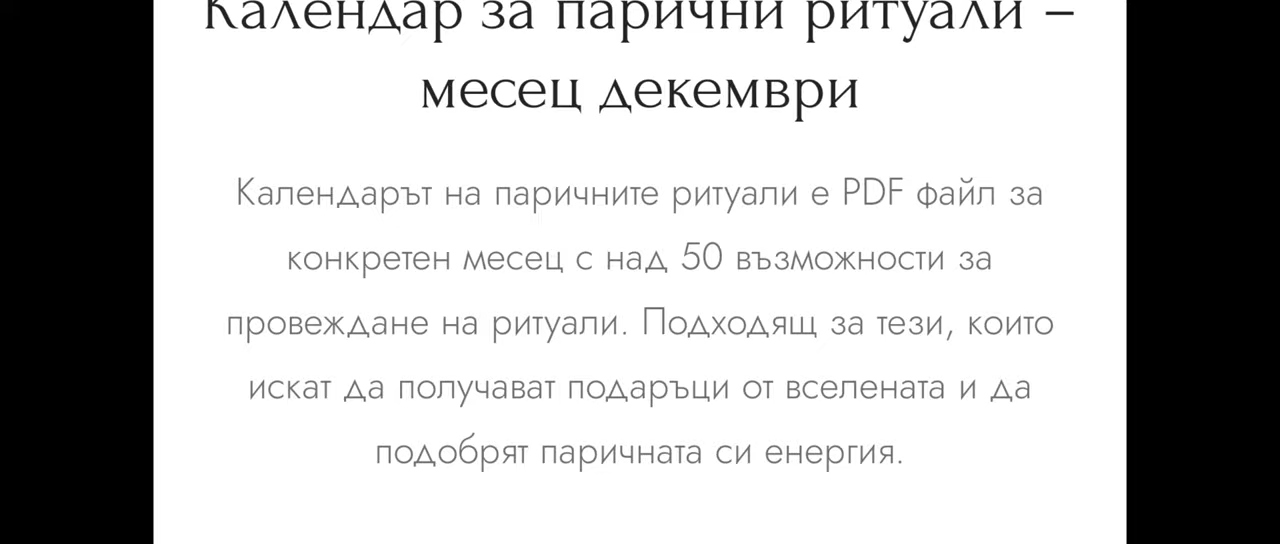 Календар за парични ритуали –
месец декември
Календарът на паричните ритуали е PDF файл за
конкретен месец с над 50 възможности за
провеждане на ритуали. Подходящ за тези, които
искат да получават подаръци от вселената и да
подобрят паричната си енергия.